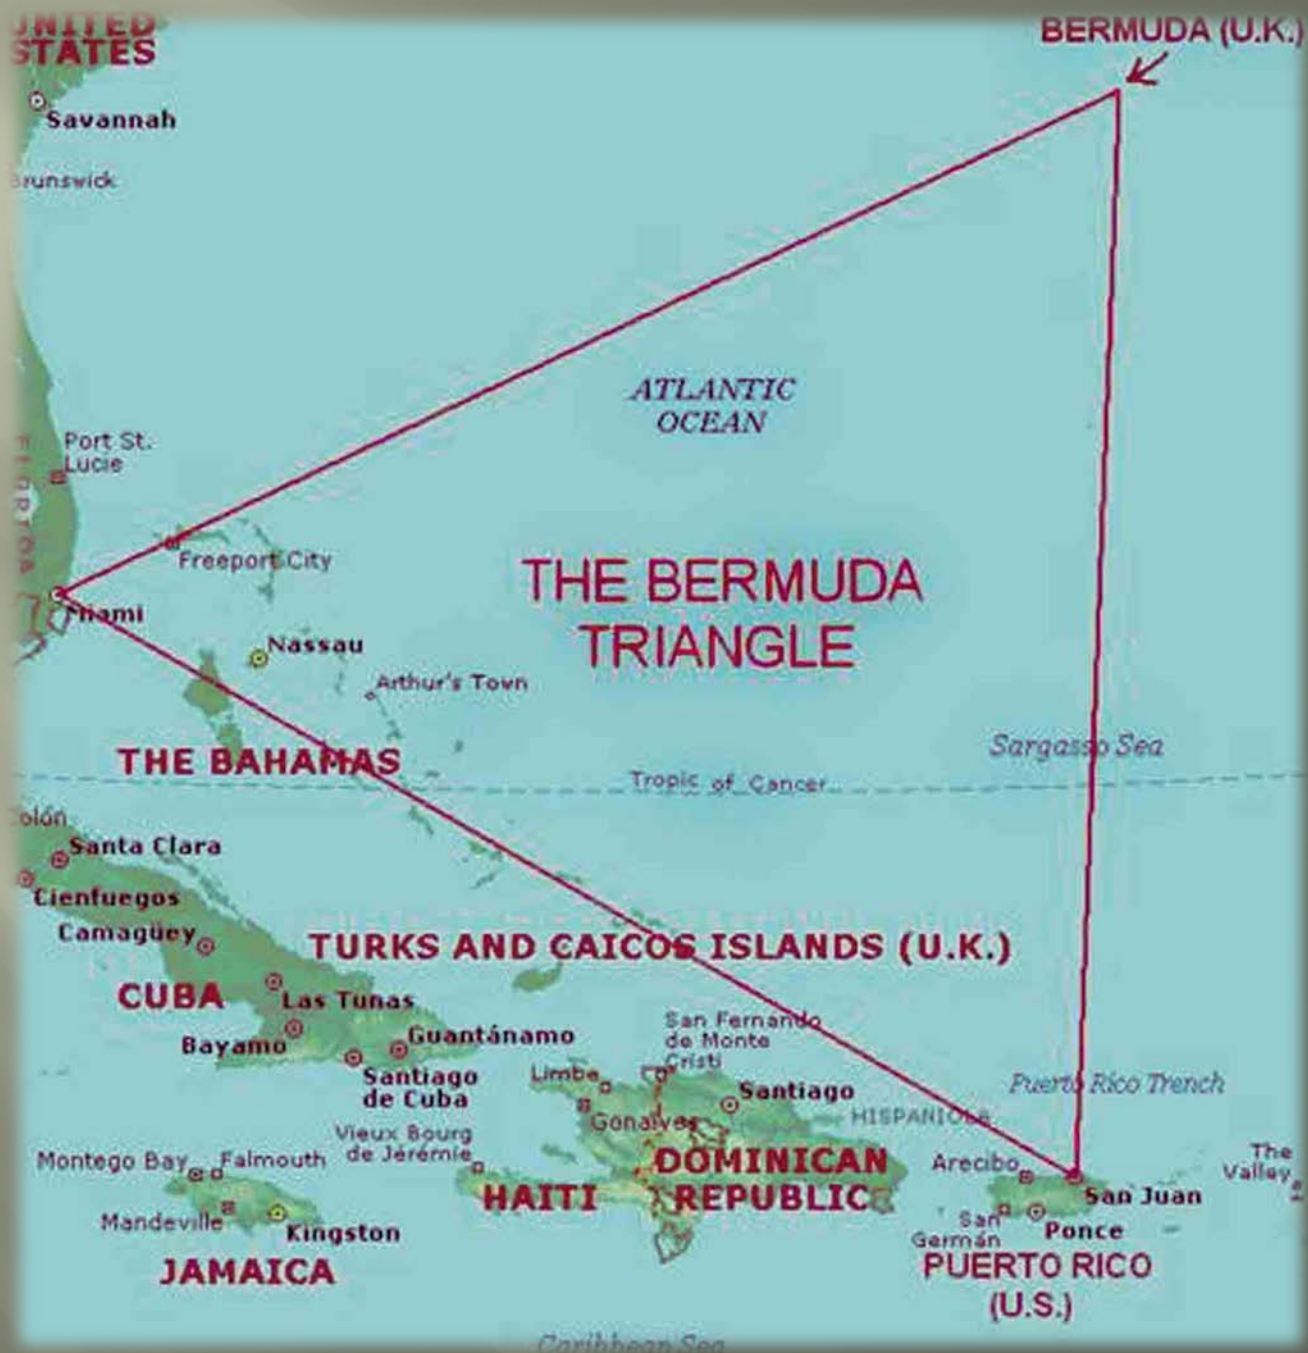 UNITED
STATES
BERMUDA (U.K.)
Savannah
Brunswick
ATLANTIC
OCEAN
Port St.
Lucie
FLORIDA
Freeport City
THE BERMUDA
TRIANGLE
Miami
Nassau
Arthur's Town
THE BAHAMAS
Sargasso Sea
Tropic of Cancer
Colón
Santa Clara
Cienfuegos
Camagüey
TURKS AND CAICOS ISLANDS (U.K.)
CUBA
Las Tunas
San Fernando
de Monte
Cristi
Bayamo
Guantánamo
Santiago
de Cuba
Limbe
Santiago
Puerto Rico Trench
HISPANIOLA
Gonaïves
Vieux Bourg
de Jérémie
Montego Bay
Falmouth
DOMINICAN
REPUBLIC
Arecibo
The
Valley
HAITI
San Juan
Mandeville
Kingston
San
Germán
Ponce
JAMAICA
PUERTO RICO
(U.S.)
Caribbean Sea